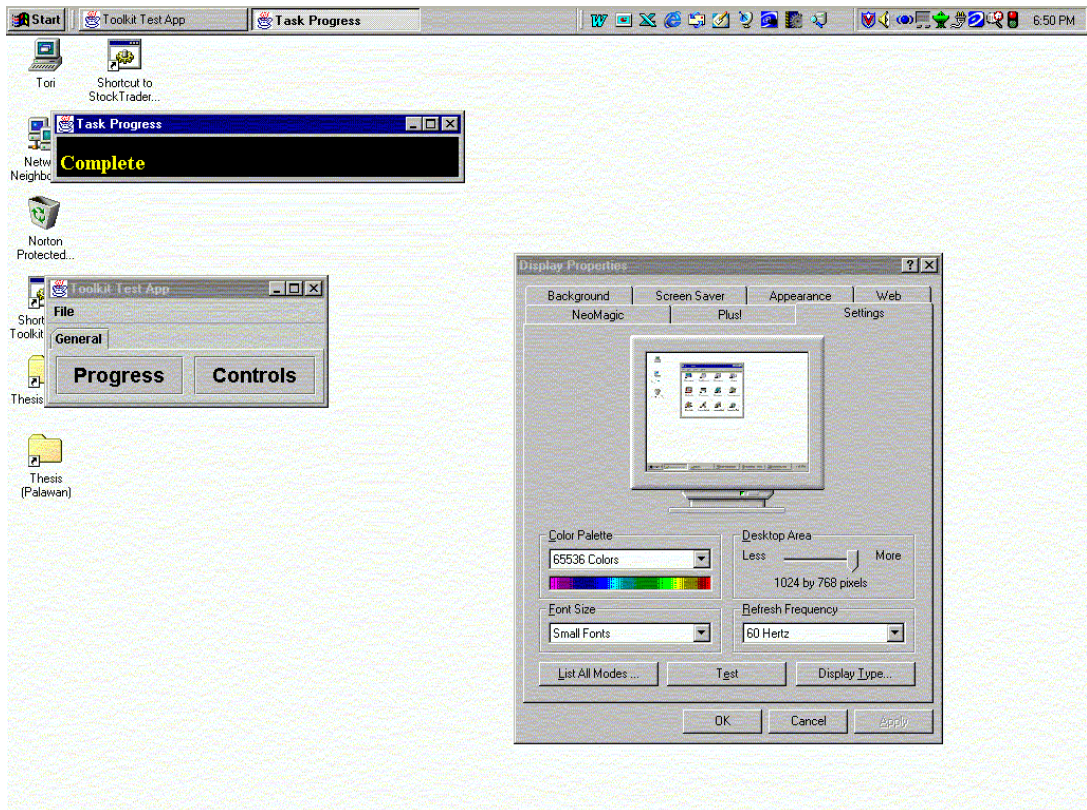 Start
Toolkit Test App
Task Progress
6:50 PM
Tori
Shortcut to
StockTrader...
Task Progress
Complete
Netw
Neighbo
Norton
Protected...
Toolkit Test App
File
General
Progress
Controls
Short
Toolkit
Thesis
Thesis
(Palawan)
Display Properties
Background
Screen Saver
Appearance
Web
NeoMagic
Plus!
Settings
Color Palette
65536 Colors
Desktop Area
Less
More
1024 by 768 pixels
Font Size
Small Fonts
Refresh Frequency
60 Hertz
List All Modes ...
Test
Display Type...
OK
Cancel
Apply